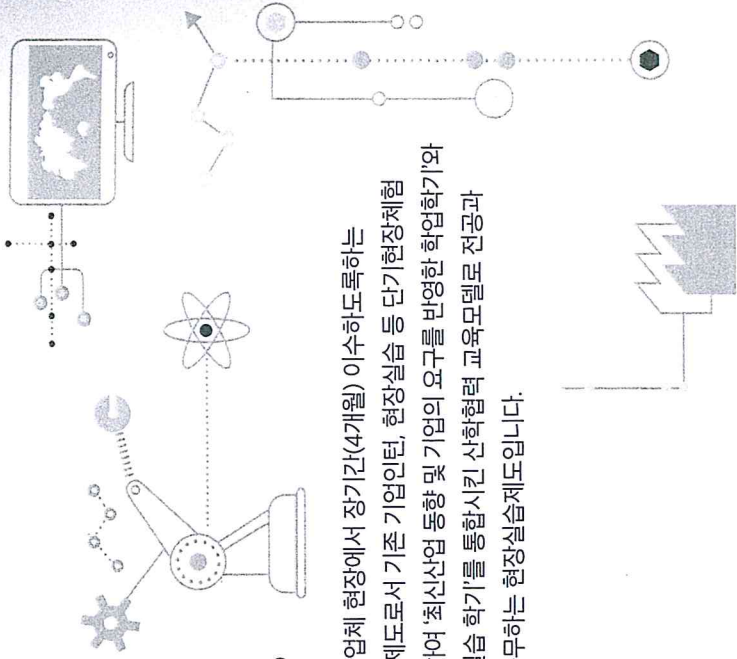 업체 현장에서 장기간(4개월) 이수하도록하는
제도로서 기존 기업인턴, 현장실습 등 단기현장체험
하여 '최신산업 동향 및 기업의 요구를 반영한 학업학기'와
습 학기'를 통합시킨 산학협력 교육모델로 전공과
무하는 현장실습제도입니다.